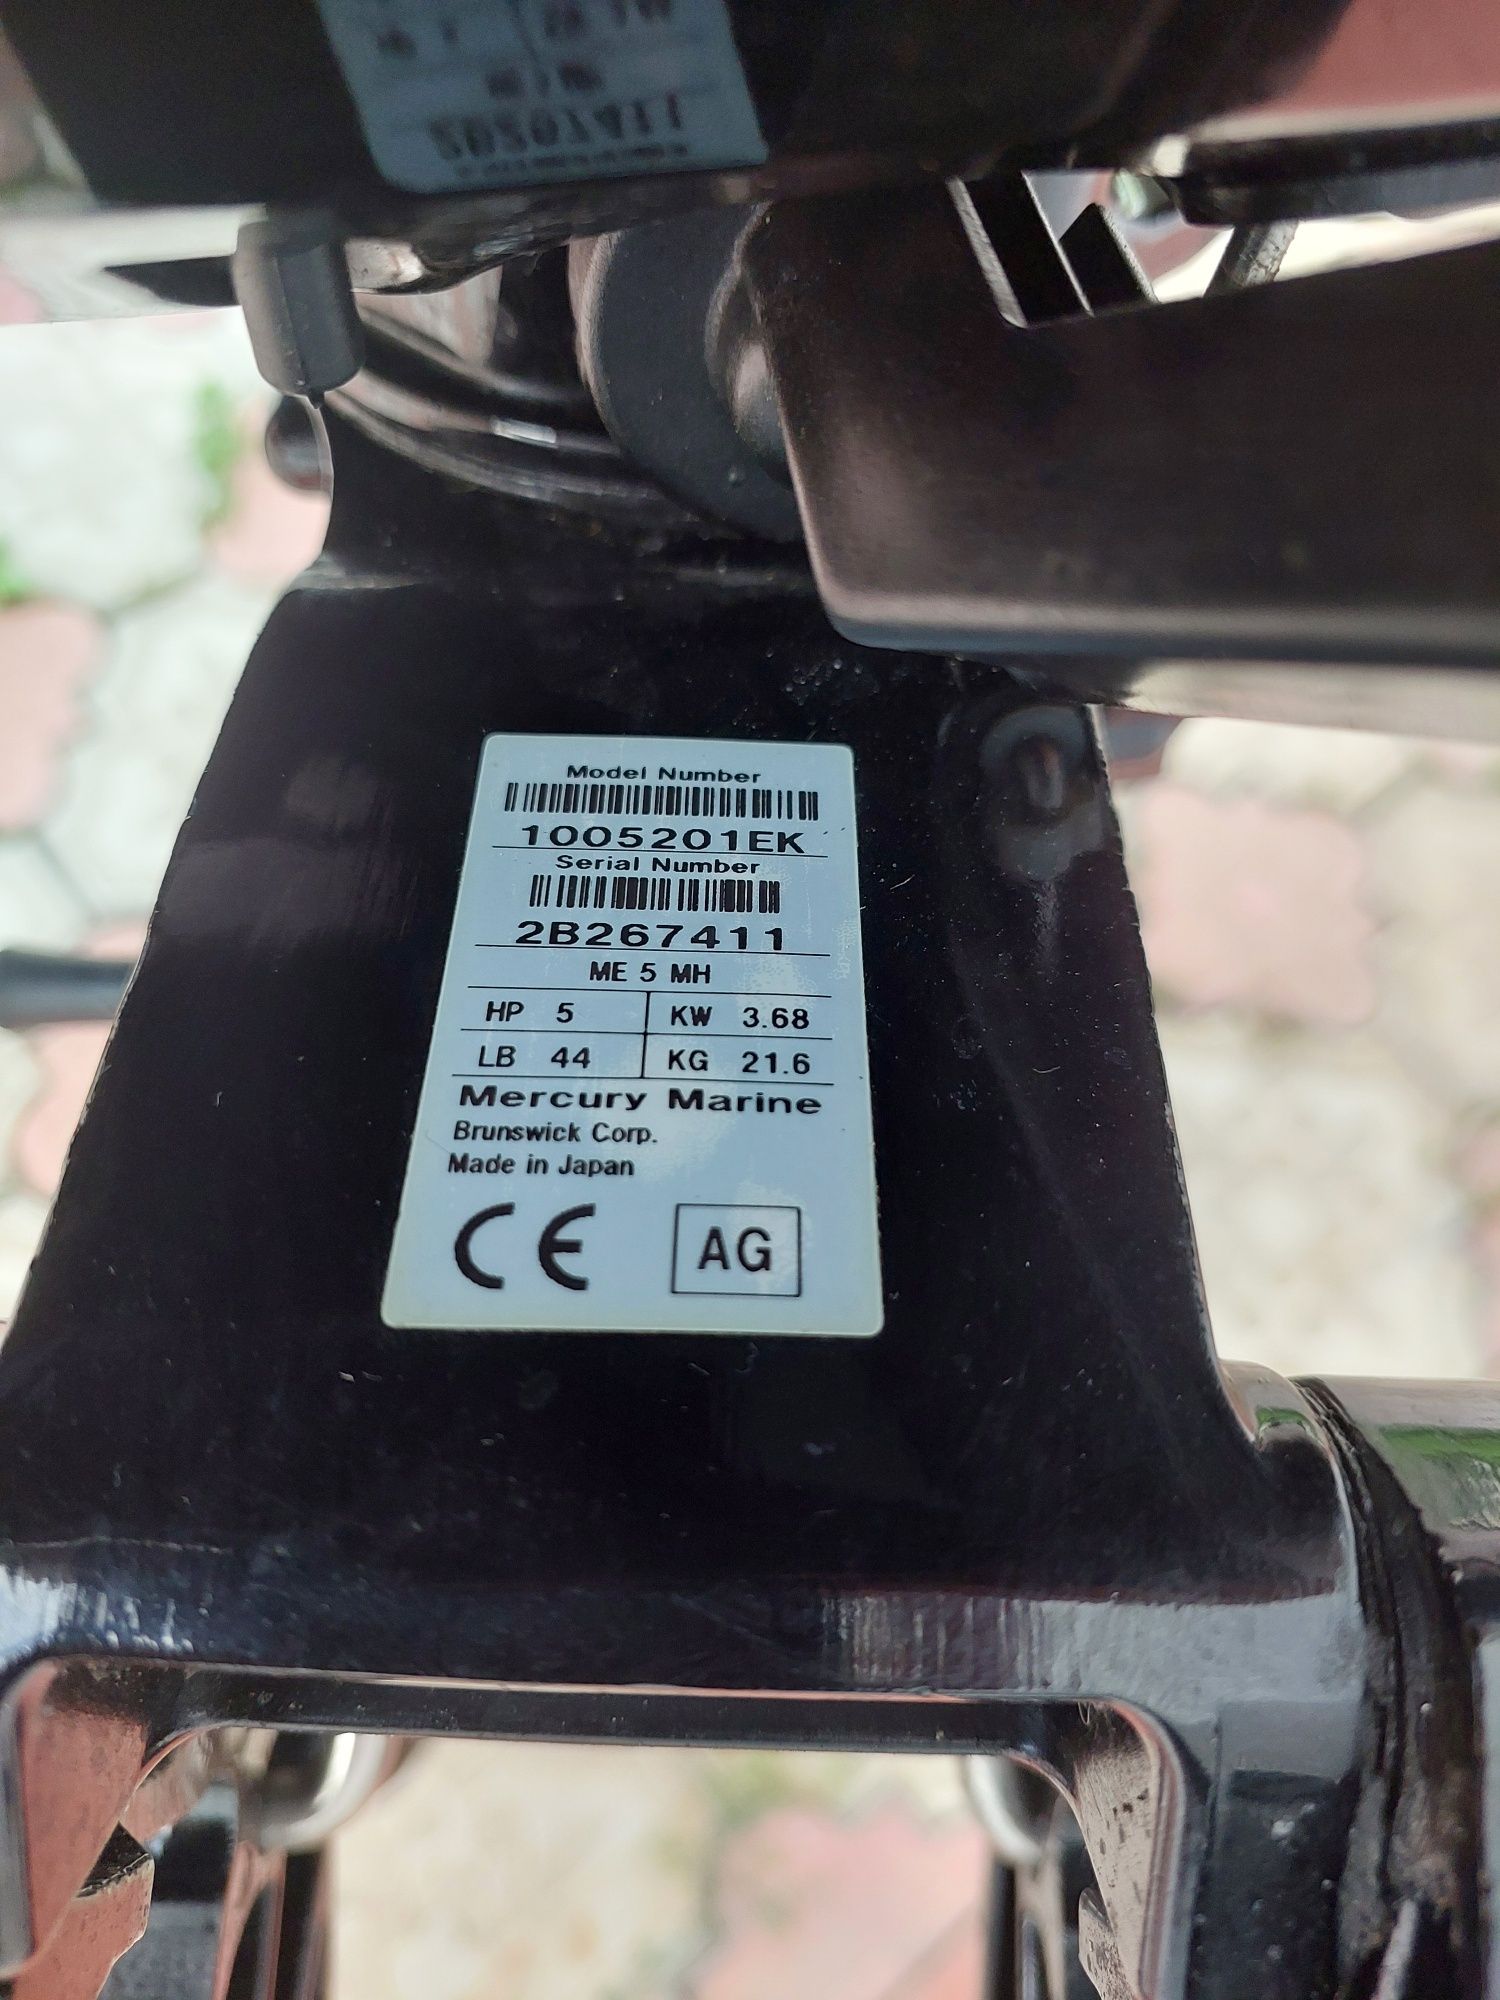 Model Number
1005201EK
Serial Number
2B267411
ME 5 MH
HP 5 KW 3.68
LB 44 KG 21.6
Mercury Marine
Brunswick Corp.
Made in Japan
CE AG